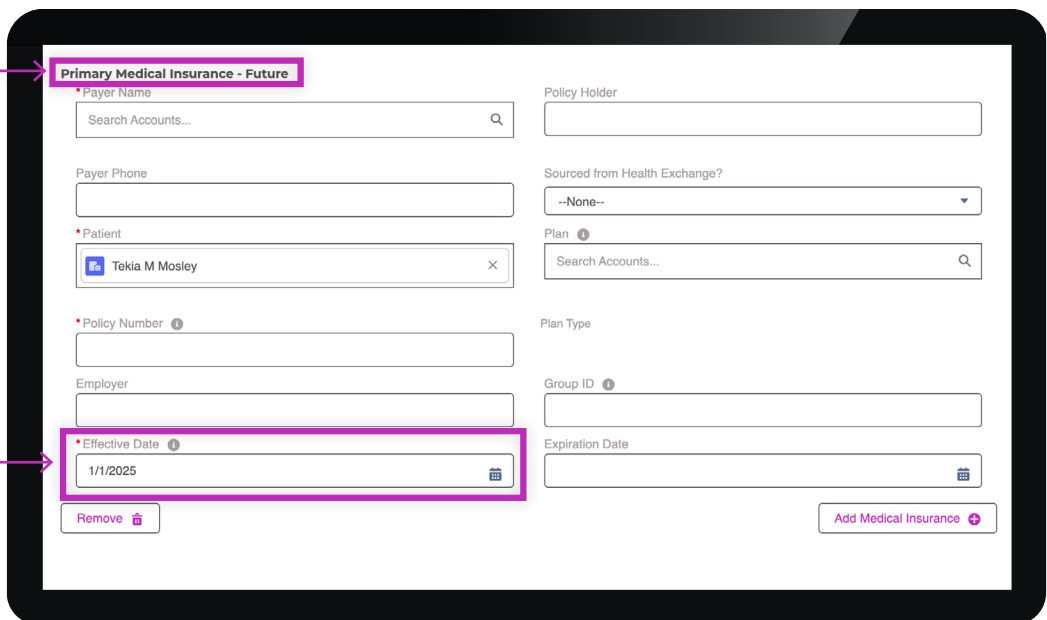 Primary Medical Insurance - Future
* Payer Name
Policy Holder
Search Accounts...
Payer Phone
Sourced from Health Exchange?
--None--
* Patient
Plan
Tekia M Mosley
Search Accounts...
* Policy Number
Plan Type
Employer
Group ID
* Effective Date
Expiration Date
1/1/2025
Remove
Add Medical Insurance